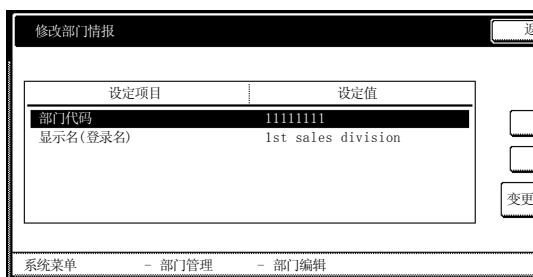 修改部门情报
设定项目 设定值
部门代码 11111111
显示名(登录名) 1st sales division
变更
系统菜单 - 部门管理 - 部门编辑